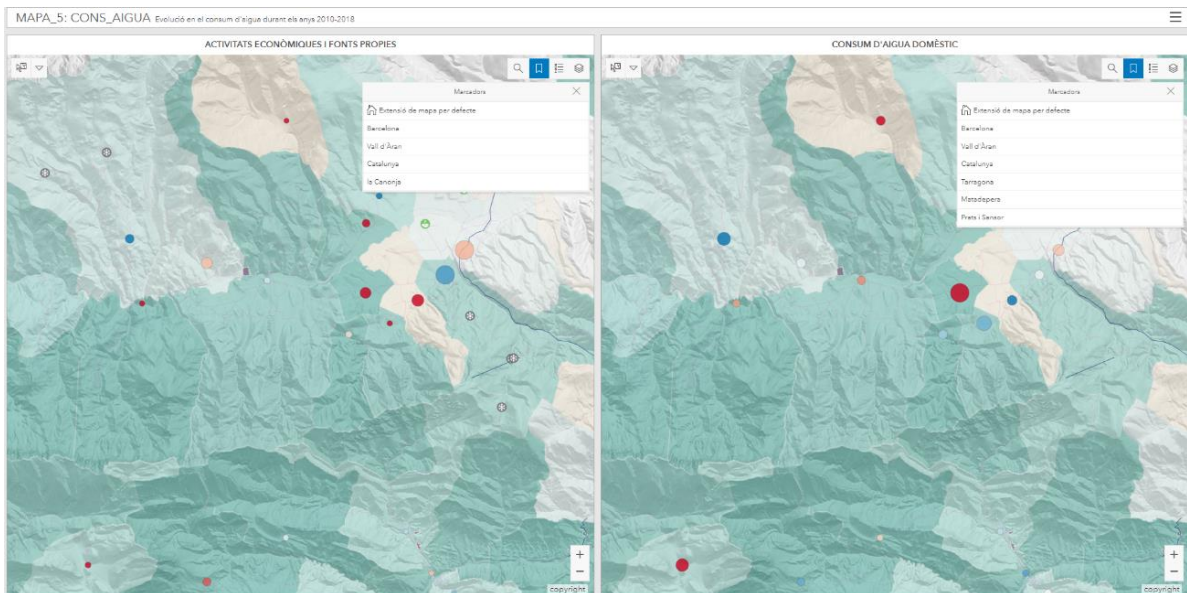 MAPA_5: CONS_AIGUA Evolució en el consum d'aigua durant els anys 2010-2018
ACTIVITATS ECONÒMIQUES I FONTS PROPIES
Marcadors
Extensió de mapa per defecte
Barcelona
Vall d'Àran
Catalunya
la Canonja
copyright
CONSUM D'AIGUA DOMÈSTIC
Marcadors
Extensió de mapa per defecte
Barcelona
Vall d'Àran
Catalunya
Tarragona
Matadepera
Prats i Sansor
copyright